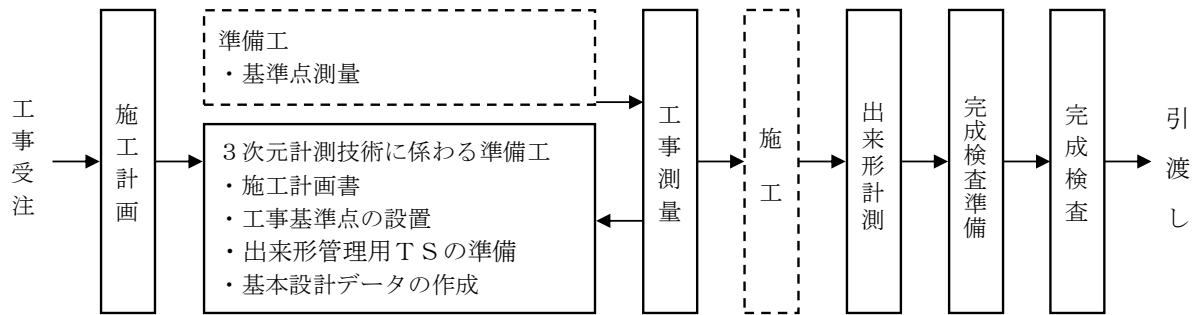 工事受注
施工計画
準備工
・基準点測量
３次元計測技術に係わる準備工
・施工計画書
・工事基準点の設置
・出来形管理用ＴＳの準備
・基本設計データの作成
工事測量
施工
出来形計測
完成検査準備
完成検査
引渡し